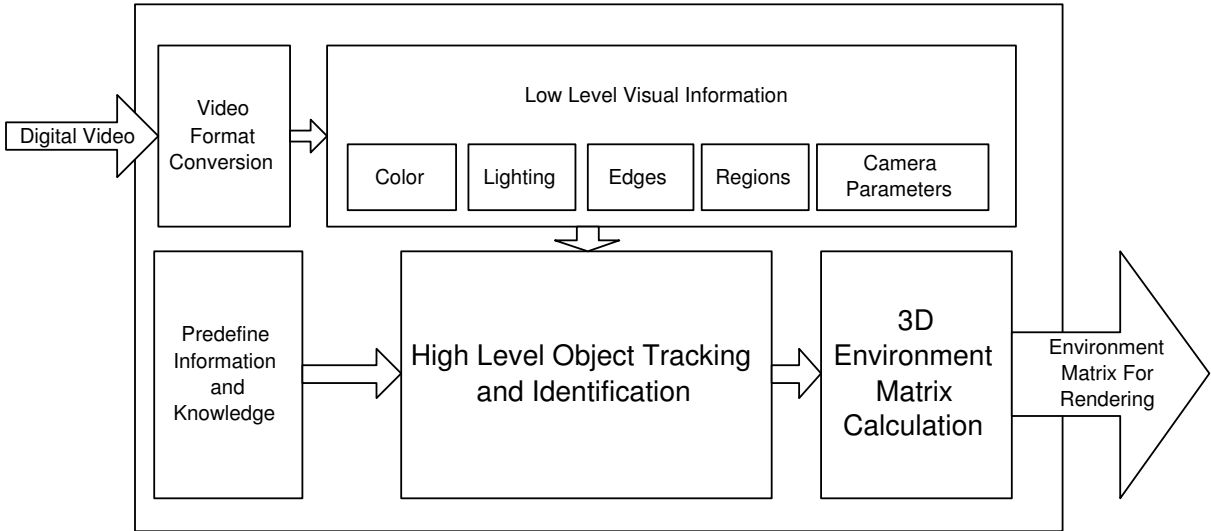 Digital Video
Video
Format
Conversion
Low Level Visual Information
Color
Lighting
Edges
Regions
Camera
Parameters
Predefine
Information
and
Knowledge
High Level Object Tracking
and Identification
3D
Environment
Matrix
Calculation
Environment
Matrix For
Rendering